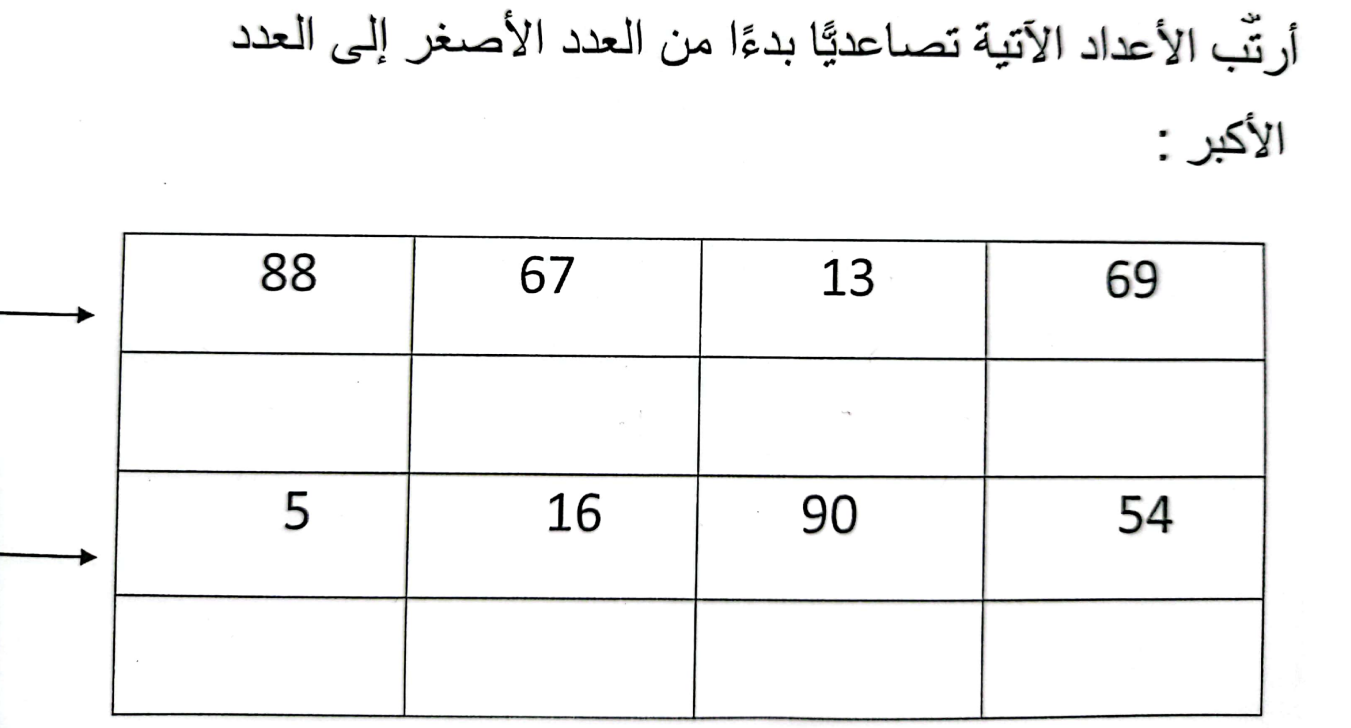 أرتّب الأعداد الآتية تصاعديًّا بدءًا من العدد الأصغر إلى العدد
الأكبر :
88 67 13 69
5 16 90 54